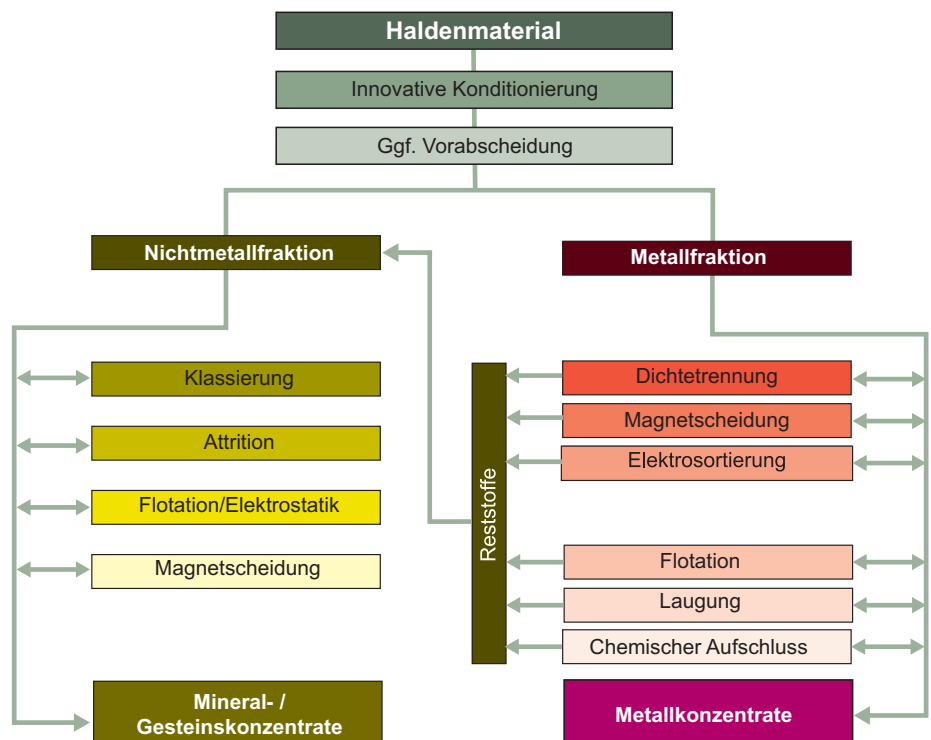 Haldenmaterial
Innovative Konditionierung
Ggf. Vorabscheidung
Nichtmetallfraktion
Klassierung
Attrition
Flotation/Elektrostatik
Magnetscheidung
Mineral- /
Gesteinskonzentrate
Reststoffe
Metallfraktion
Dichtetrennung
Magnetscheidung
Elektrosortierung
Flotation
Laugung
Chemischer Aufschluss
Metallkonzentrate